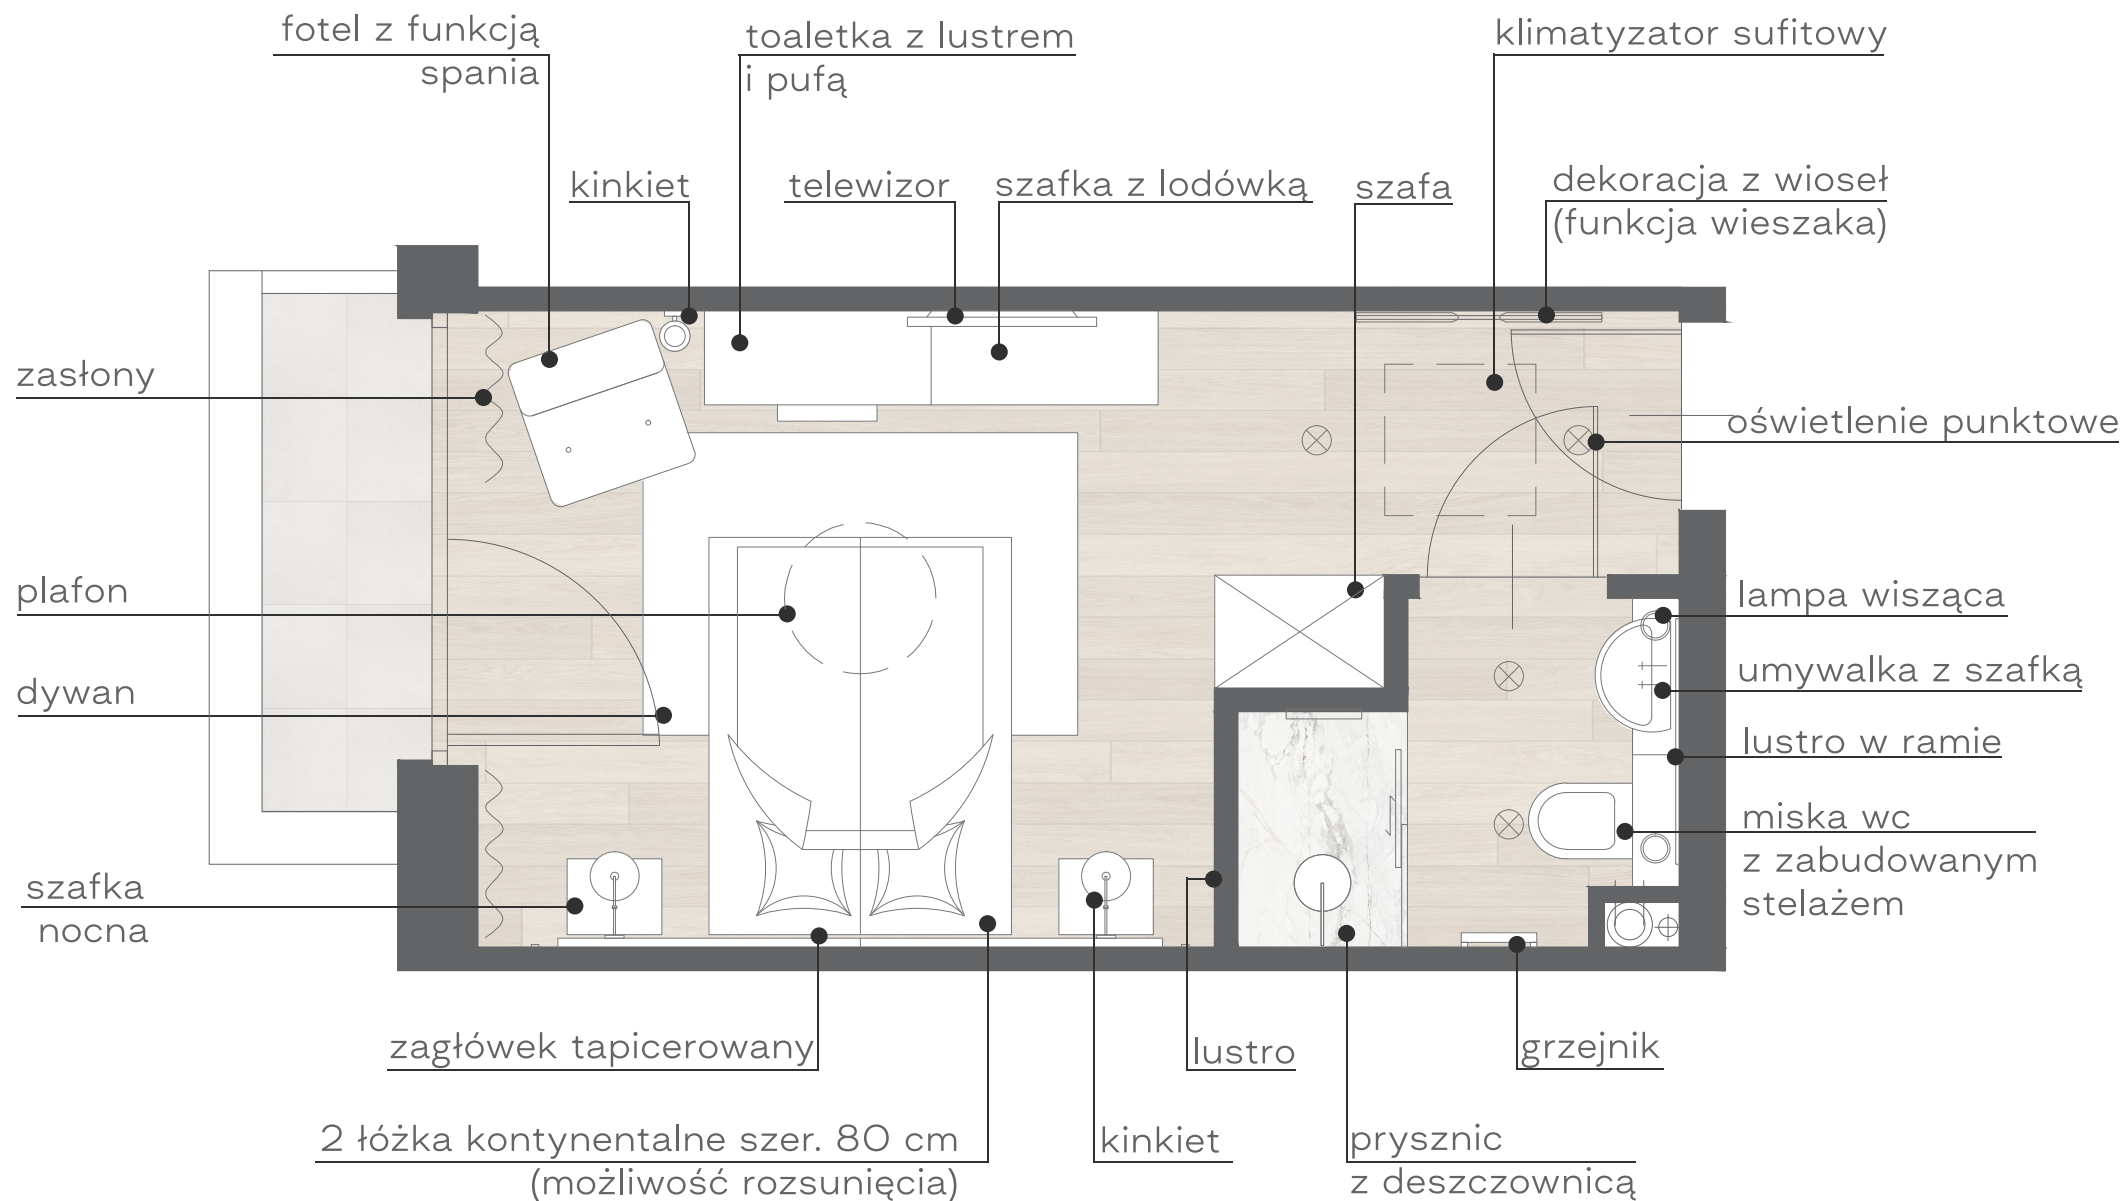 fotel z funkcją
spania
toaletka z lustrem
i pufą
klimatyzator sufitowy
kinkiet
telewizor
szafka z lodówką
szafa
dekoracja z wioseł
(funkcja wieszaka)
zasłony
oświetlenie punktowe
plafon
lampa wisząca
dywan
umywalka z szafką
lustro w ramie
miska wc
z zabudowanym
stelażem
szafka
nocna
zagłówek tapicerowany
lustro
grzejnik
2 łóżka kontynentalne szer. 80 cm
(możliwość rozsunięcia)
kinkiet
prysznic
z deszczownicą